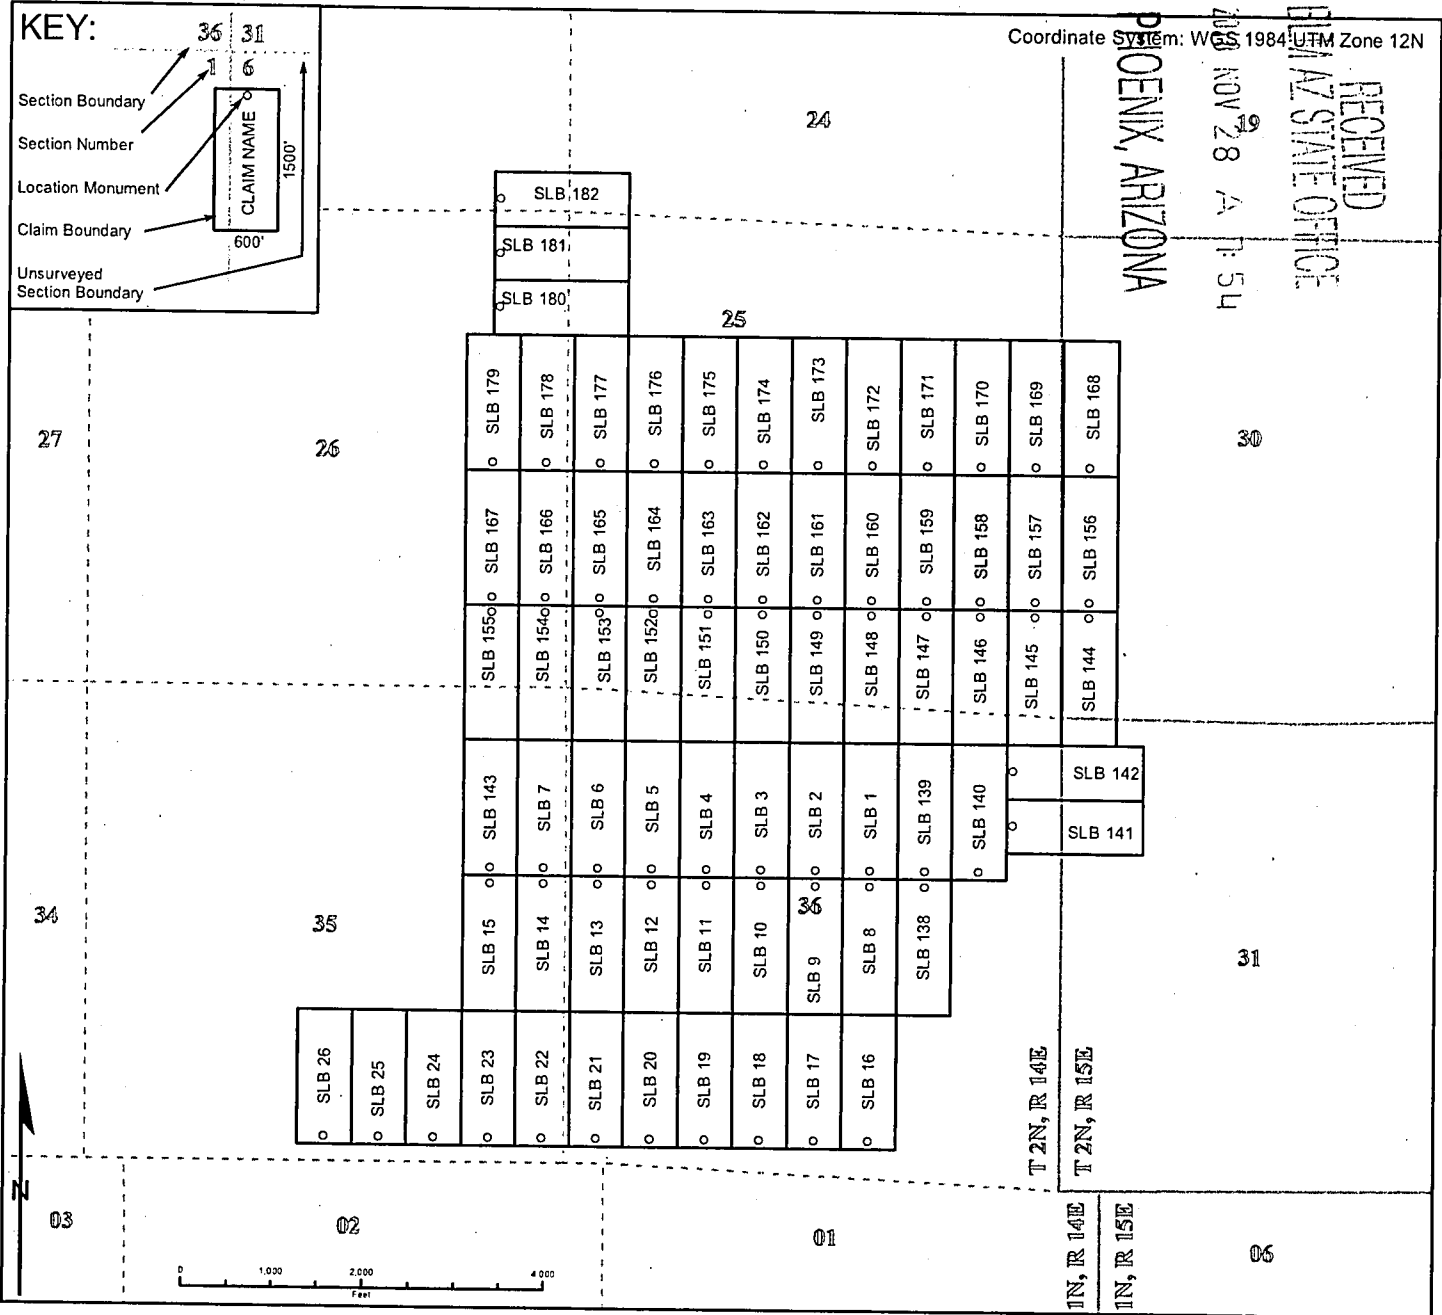 KEY:
36 31
1 6
Section Boundary
Section Number
Location Monument
Claim Boundary
Unsurveyed
Section Boundary
CLAIM NAME
1500'
600'
Coordinate System: WGS 1984 UTM Zone 12N
RECEIVED
BLM AZ STATE OFFICE
NOV 28 A
PHOENIX, ARIZONA
24
19
SLB 182
SLB 181
SLB 180
25
27
26
30
SLB 179
SLB 178
SLB 177
SLB 176
SLB 175
SLB 174
SLB 173
SLB 172
SLB 171
SLB 170
SLB 169
SLB 168
SLB 167
SLB 166
SLB 165
SLB 164
SLB 163
SLB 162
SLB 161
SLB 160
SLB 159
SLB 158
SLB 157
SLB 156
SLB 155
SLB 154
SLB 153
SLB 152
SLB 151
SLB 150
SLB 149
SLB 148
SLB 147
SLB 146
SLB 145
SLB 144
SLB 143
SLB 7
SLB 6
SLB 5
SLB 4
SLB 3
SLB 2
SLB 1
SLB 139
SLB 140
SLB 142
SLB 141
34
35
36
31
SLB 15
SLB 14
SLB 13
SLB 12
SLB 11
SLB 10
SLB 9
SLB 8
SLB 138
SLB 26
SLB 25
SLB 24
SLB 23
SLB 22
SLB 21
SLB 20
SLB 19
SLB 18
SLB 17
SLB 16
T 2N, R 14E
T 2N, R 15E
N
03
02
01
06
1N, R 14E
1N, R 15E
0 1,000 2,000 4,000
Feet